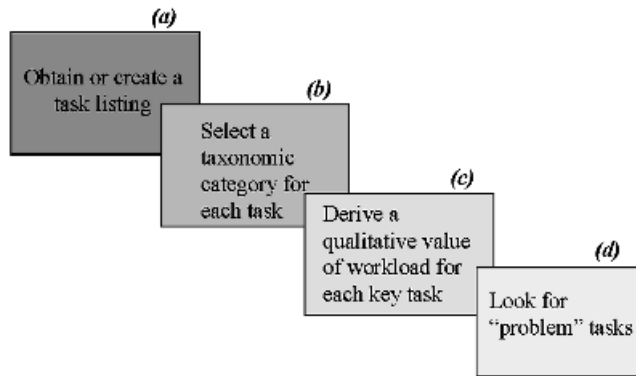 (a)
Obtain or create a
task listing
(b)
Select a
taxonomic
category for
each task
(c)
Derive a
qualitative value
of workload for
each key task
(d)
Look for
“problem” tasks